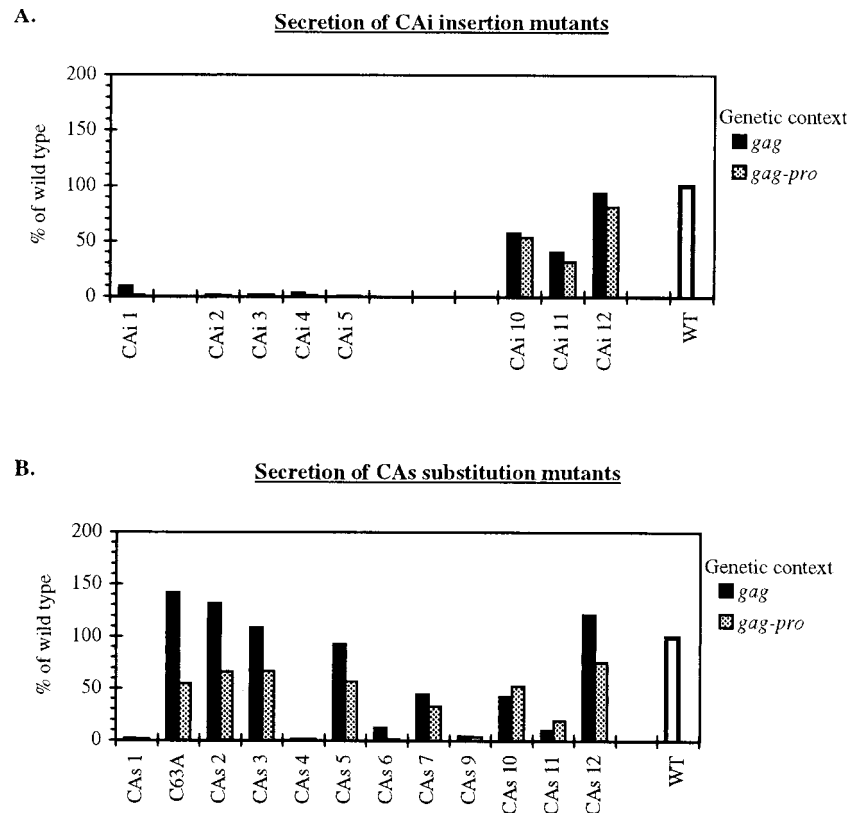 A.
Secretion of CAi insertion mutants
% of wild type
200
150
100
50
0
CAi 1
CAi 2
CAi 3
CAi 4
CAi 5
CAi 10
CAi 11
CAi 12
WT
Genetic context
gag
gag-pro
B.
Secretion of CAs substitution mutants
% of wild type
200
150
100
50
0
CAs 1
C63A
CAs 2
CAs 3
CAs 4
CAs 5
CAs 6
CAs 7
CAs 9
CAs 10
CAs 11
CAs 12
WT
Genetic context
gag
gag-pro